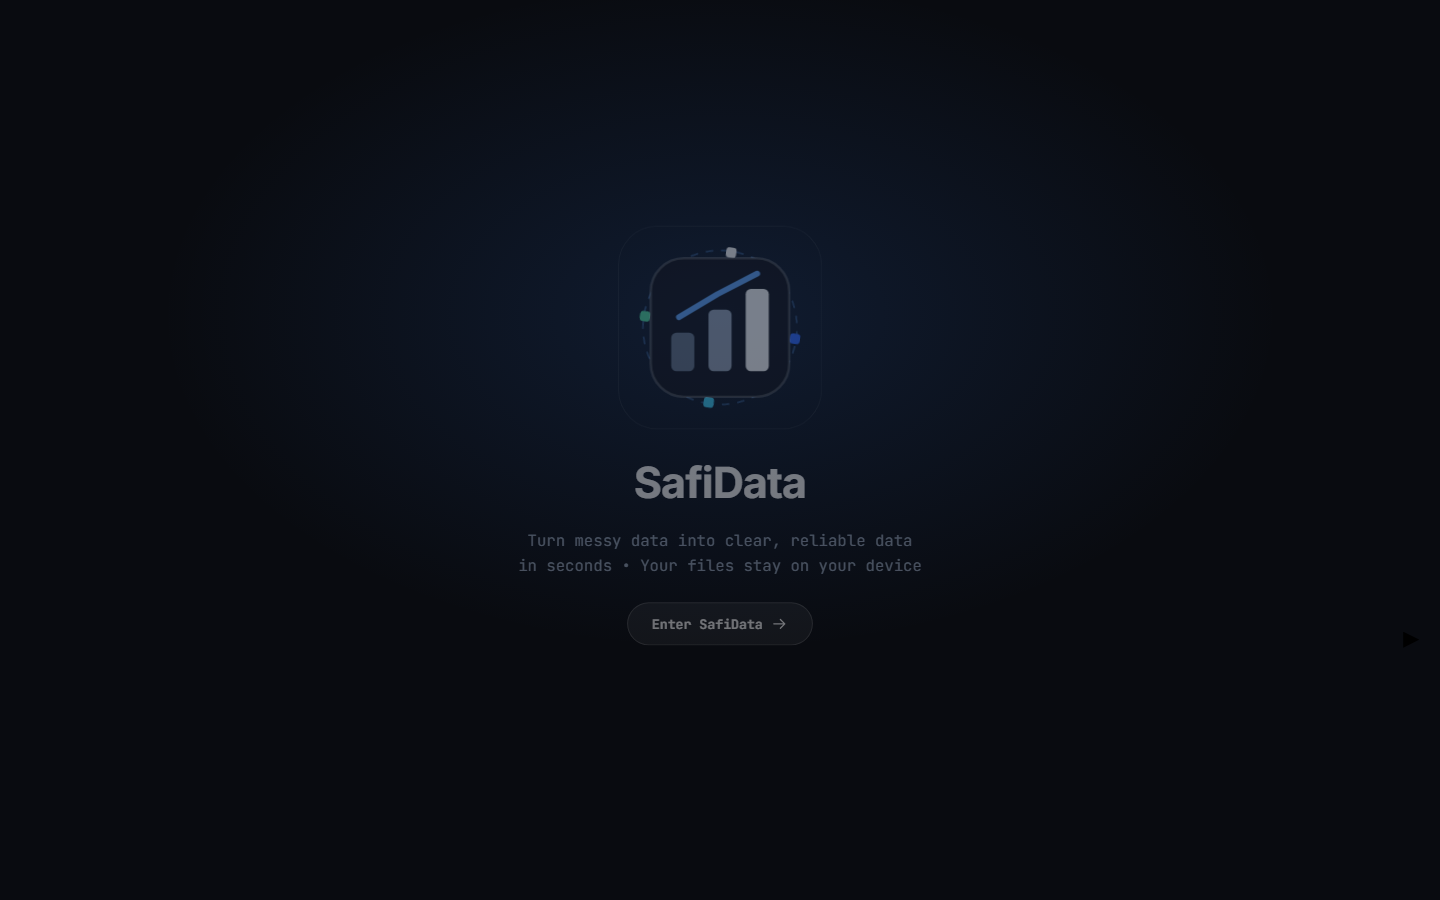 SafiData
Turn messy data into clear, reliable data
in seconds • Your files stay on your device
Enter SafiData →